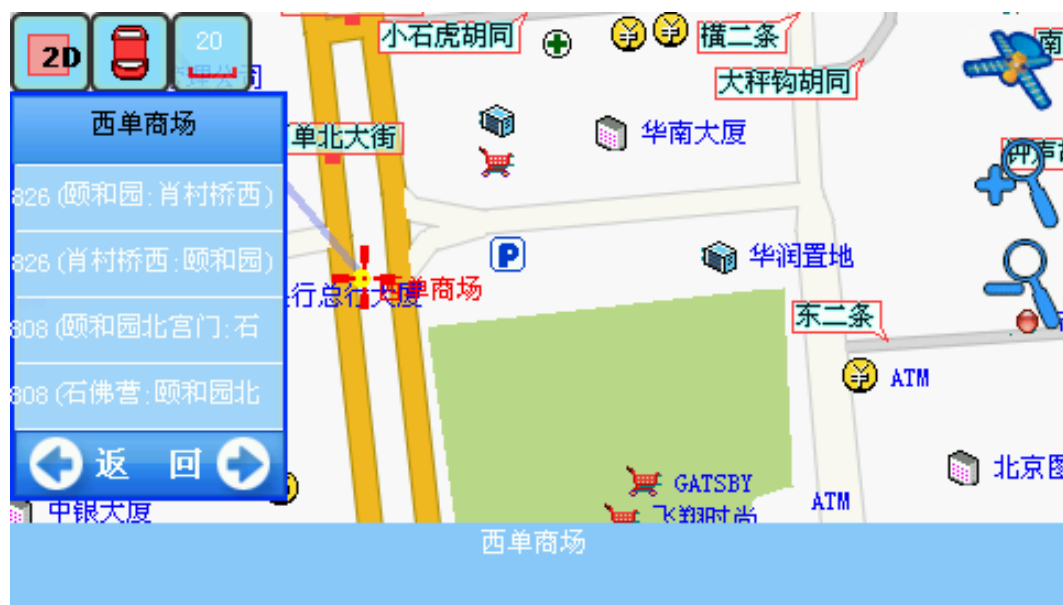 2D
20
小石虎胡同
横二条
南
大秤钩胡同
西单商场
单北大街
华南大厦
826 (颐和园:肖村桥西)
826 (肖村桥西:颐和园)
808 (颐和园北宫门:石
808 (石佛营:颐和园北
返 回
华润置地
行总行大厦
西单商场
东二条
ATM
GATSBY
飞翔时尚
ATM
北京图
中银大厦
西单商场